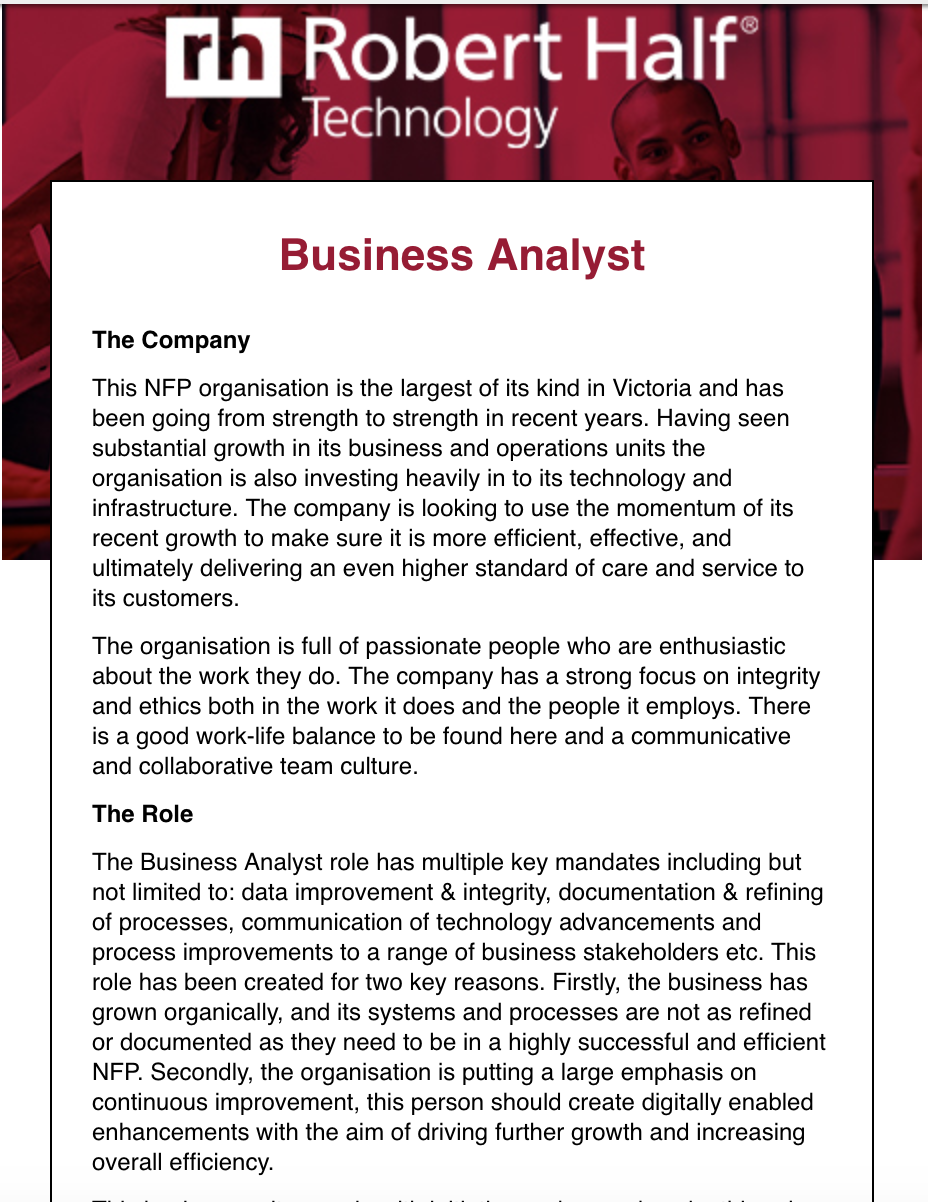 rh Robert Half®
Technology
Business Analyst
The Company
This NFP organisation is the largest of its kind in Victoria and has
been going from strength to strength in recent years. Having seen
substantial growth in its business and operations units the
organisation is also investing heavily in to its technology and
infrastructure. The company is looking to use the momentum of its
recent growth to make sure it is more efficient, effective, and
ultimately delivering an even higher standard of care and service to
its customers.
The organisation is full of passionate people who are enthusiastic
about the work they do. The company has a strong focus on integrity
and ethics both in the work it does and the people it employs. There
is a good work-life balance to be found here and a communicative
and collaborative team culture.
The Role
The Business Analyst role has multiple key mandates including but
not limited to: data improvement & integrity, documentation & refining
of processes, communication of technology advancements and
process improvements to a range of business stakeholders etc. This
role has been created for two key reasons. Firstly, the business has
grown organically, and its systems and processes are not as refined
or documented as they need to be in a highly successful and efficient
NFP. Secondly, the organisation is putting a large emphasis on
continuous improvement, this person should create digitally enabled
enhancements with the aim of driving further growth and increasing
overall efficiency.